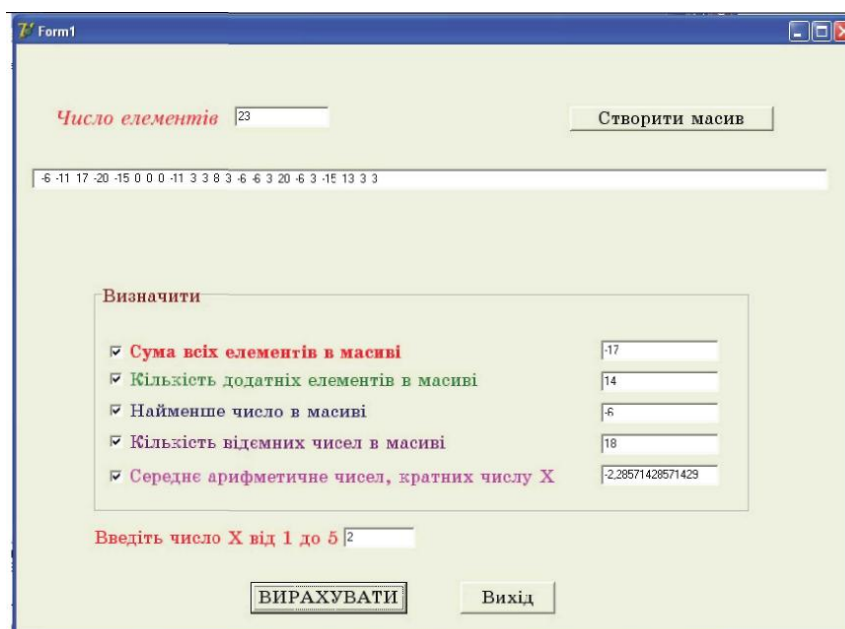 Form1
Число елементів 23 Створити масив
-6 -11 17 -20 -15 0 0 0 -11 3 3 8 3 -6 -6 3 20 -6 3 -15 13 3 3
Визначити
Сума всіх елементів в масиві -17
Кількість додатніх елементів в масиві 14
Найменше число в масиві -6
Кількість відємних чисел в масиві 18
Середнє арифметичне чисел, кратних числу X -2,28571428571429
Введіть число X від 1 до 5 2
ВИРАХУВАТИ Вихід